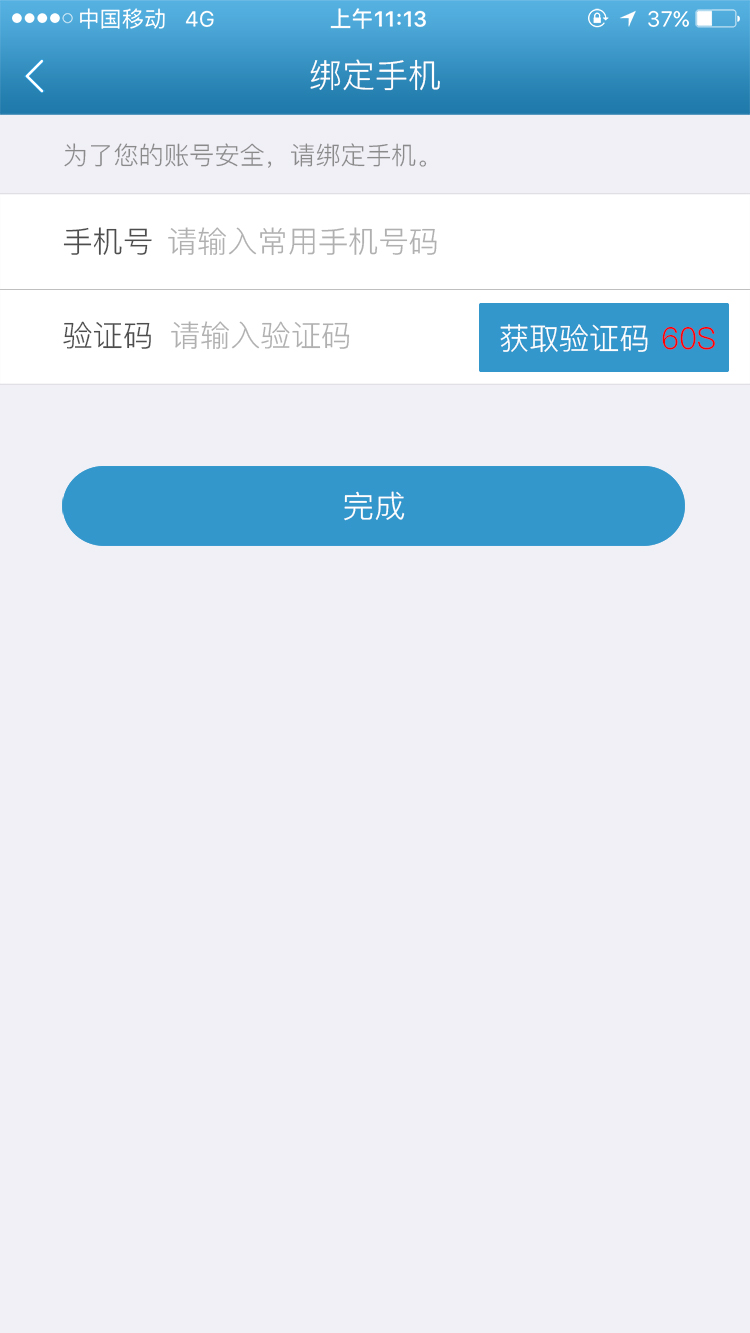 中国移动 4G 上午11:13 37%
绑定手机
为了您的账号安全，请绑定手机。
手机号 请输入常用手机号码
验证码 请输入验证码 获取验证码 60S
完成